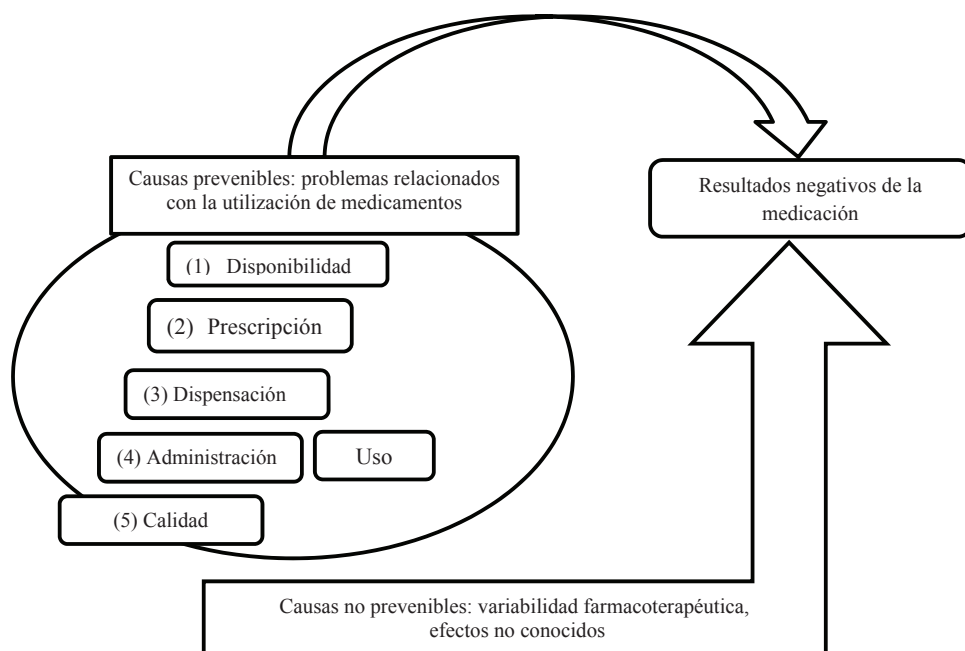 Causas prevenibles: problemas relacionados
con la utilización de medicamentos
Resultados negativos de la
medicación
(1) Disponibilidad
(2) Prescripción
(3) Dispensación
(4) Administración
Uso
(5) Calidad
Causas no prevenibles: variabilidad farmacoterapéutica,
efectos no conocidos